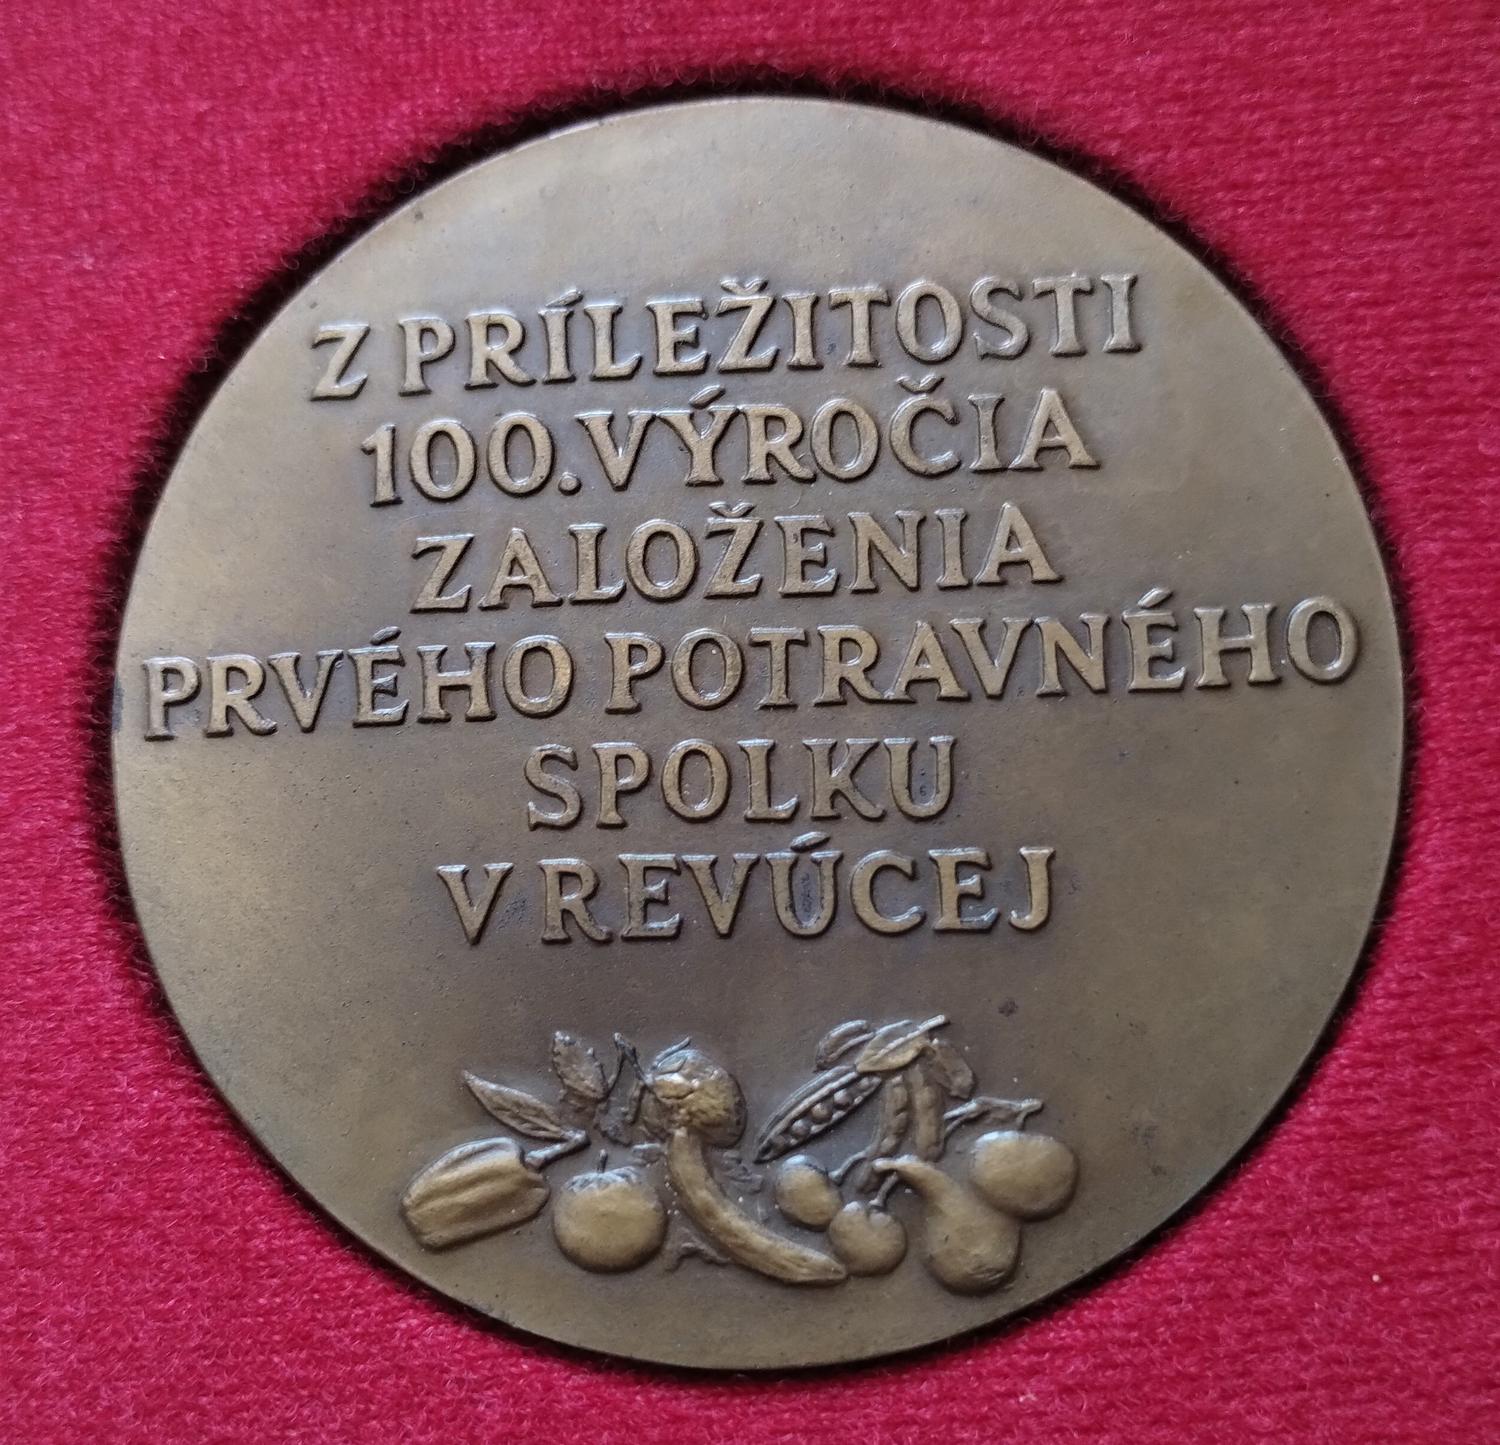 Z PRÍLEŽITOSTI
100. VÝROČIA
ZALOŽENIA
PRVÉHO POTRAVNÉHO
SPOLKU
V REVÚCEJ